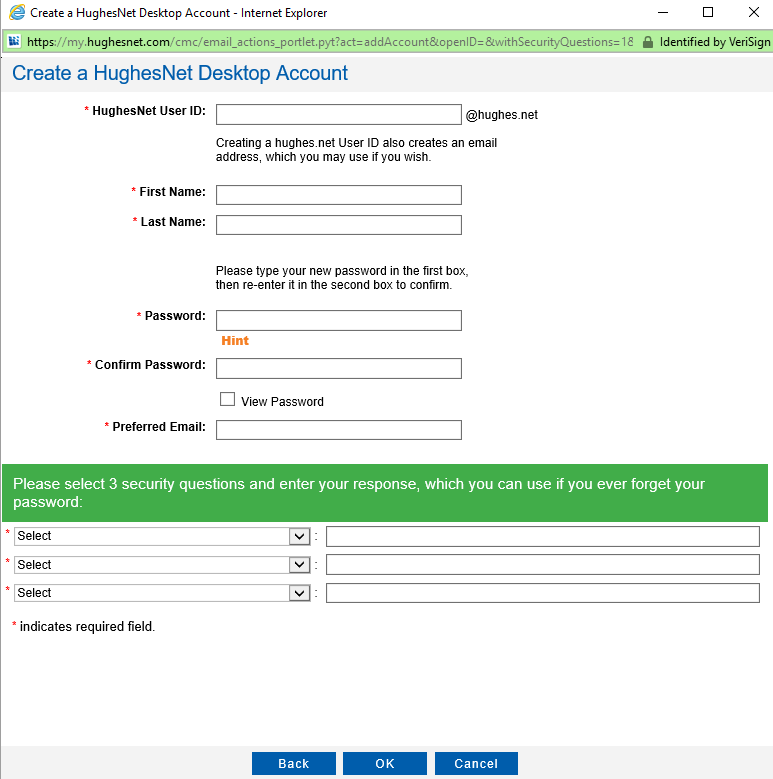 Create a HughesNet Desktop Account - Internet Explorer
https://my.hughesnet.com/cmc/email_actions_portlet.pyt?act=addAccount&openID=&withSecurityQuestions=18 Identified by VeriSign
Create a HughesNet Desktop Account
* HughesNet User ID: @hughes.net
Creating a hughes.net User ID also creates an email
address, which you may use if you wish.
* First Name:
* Last Name:
Please type your new password in the first box,
then re-enter it in the second box to confirm.
* Password:
Hint
* Confirm Password:
View Password
* Preferred Email:
Please select 3 security questions and enter your response, which you can use if you ever forget your
password:
* Select :
* Select :
* Select :
* indicates required field.
Back OK Cancel